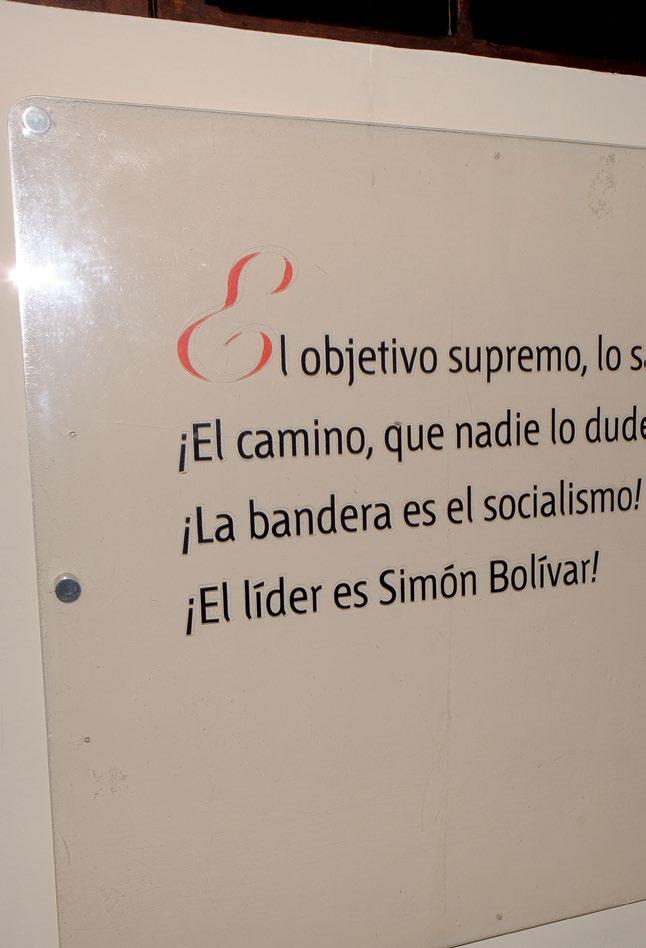 El objetivo supremo, lo
¡El camino, que nadie lo
¡La bandera es el socialismo!
¡El líder es Simón Bolívar!